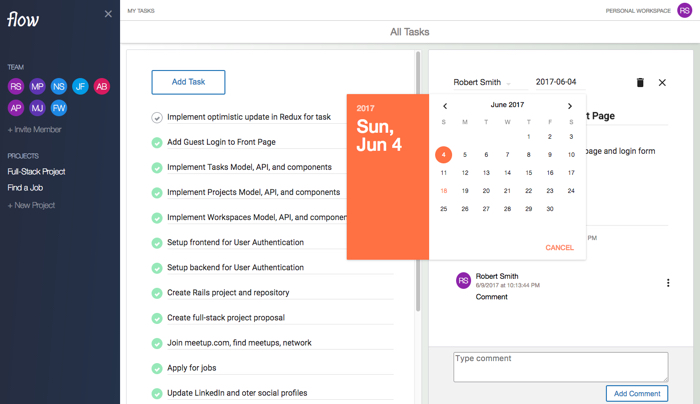 flow
TEAM
RS MP NS JF AB
AP MJ FW
+ Invite Member
PROJECTS
Full-Stack Project
Find a Job
+ New Project
MY TASKS
PERSONAL WORKSPACE RS
All Tasks
Add Task
Implement optimistic update in Redux for task
Add Guest Login to Front Page
Implement Tasks Model, API, and components
Implement Projects Model, API, and components
Implement Workspaces Model, API, and componen
Setup frontend for User Authentication
Setup backend for User Authentication
Create Rails project and repository
Create full-stack project proposal
Join meetup.com, find meetups, network
Apply for jobs
Update LinkedIn and oter social profiles
Robert Smith 2017-06-04
2017
Sun,
Jun 4
June 2017
S M T W T F S
1 2 3
4 5 6 7 8 9 10
11 12 13 14 15 16 17
18 19 20 21 22 23 24
25 26 27 28 29 30
CANCEL
t Page
page and login form
PM
RS Robert Smith
6/9/2017 at 10:13:44 PM
Comment
Type comment
Add Comment